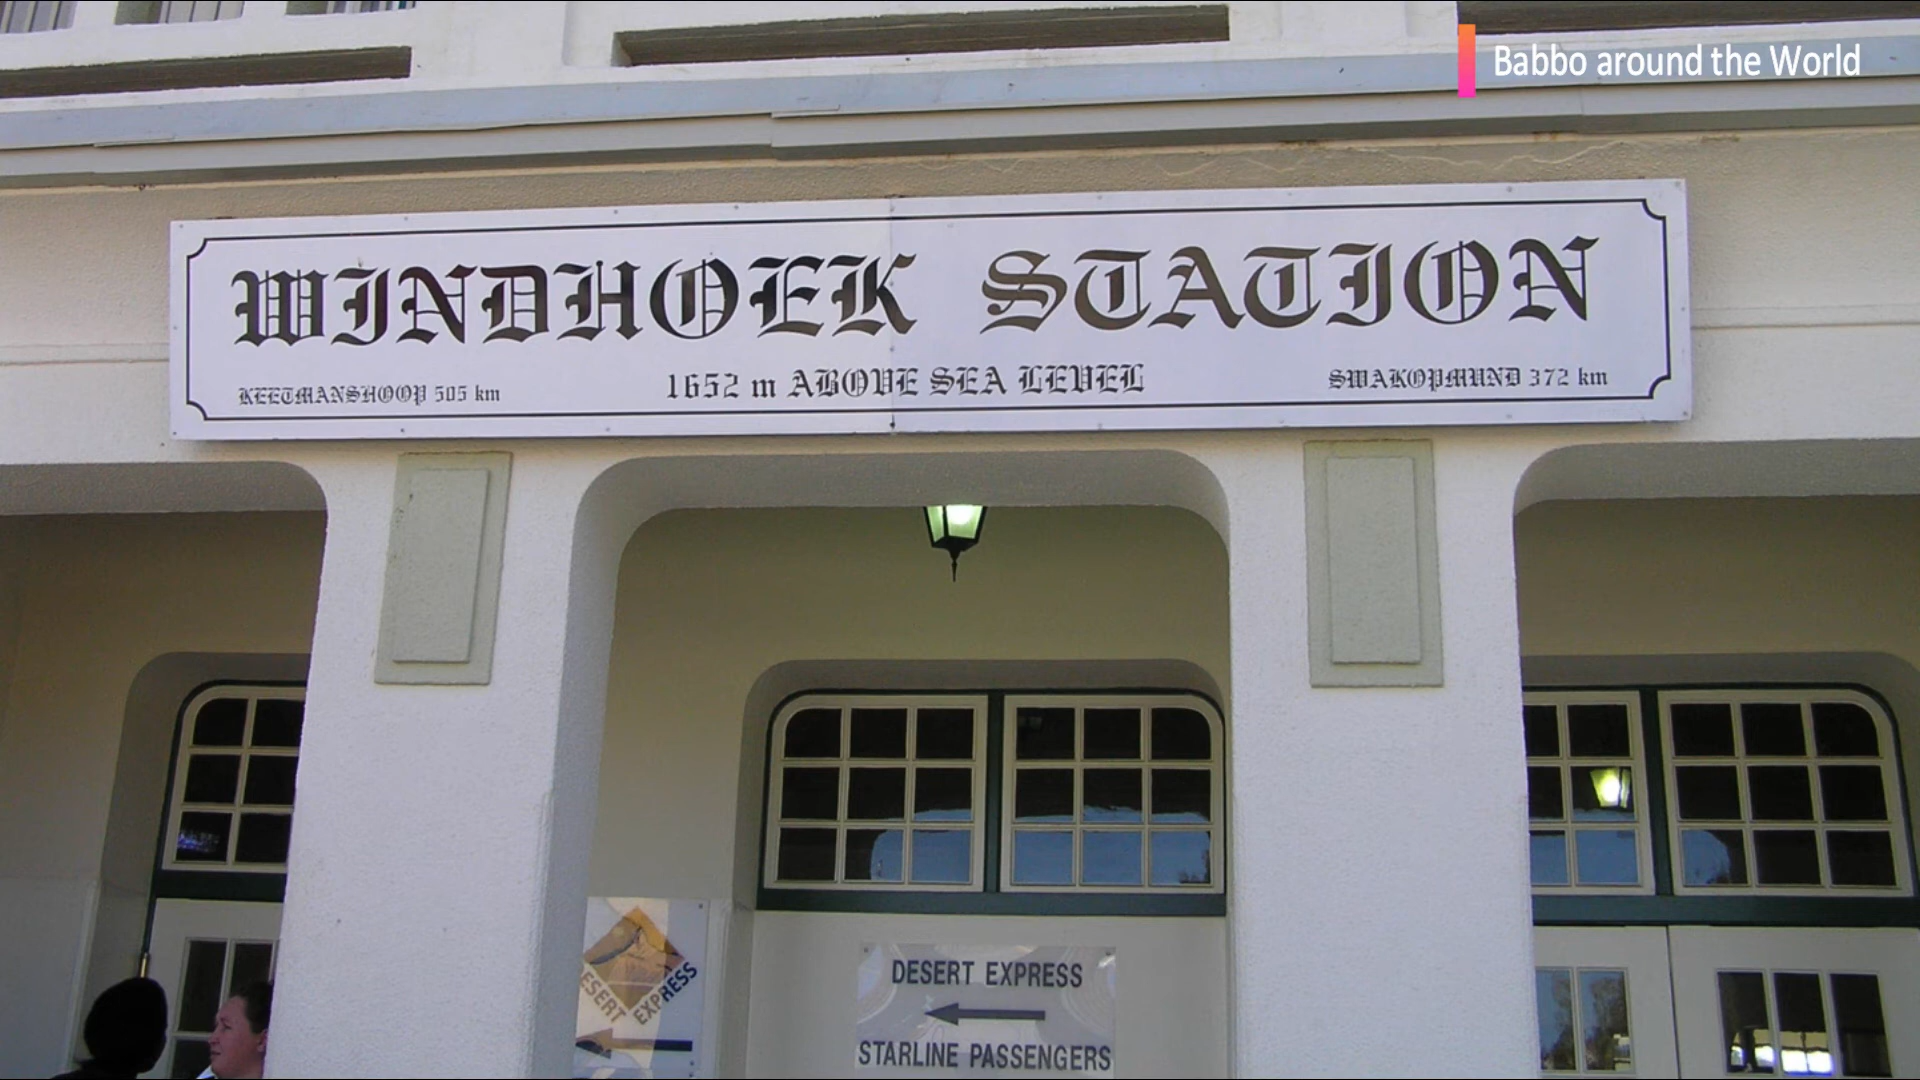 Babbo around the World
WINDHOEK STATION
KEETMANSHOOP 505 km
1652 m ABOVE SEA LEVEL
SWAKOPMUND 372 km
DESERT EXPRESS
STARLINE PASSENGERS
ESERT EXPRESS